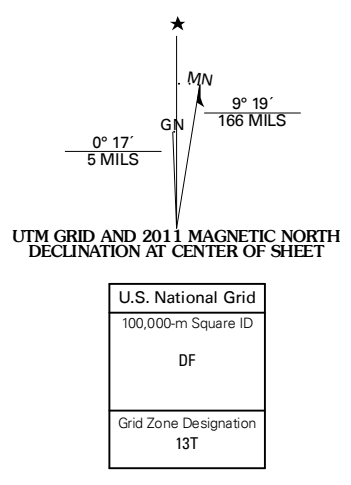 ★
MN
GN
9° 19´
166 MILS
0° 17´
5 MILS
UTM GRID AND 2011 MAGNETIC NORTH
DECLINATION AT CENTER OF SHEET
U.S. National Grid
100,000-m Square ID
DF
Grid Zone Designation
13T